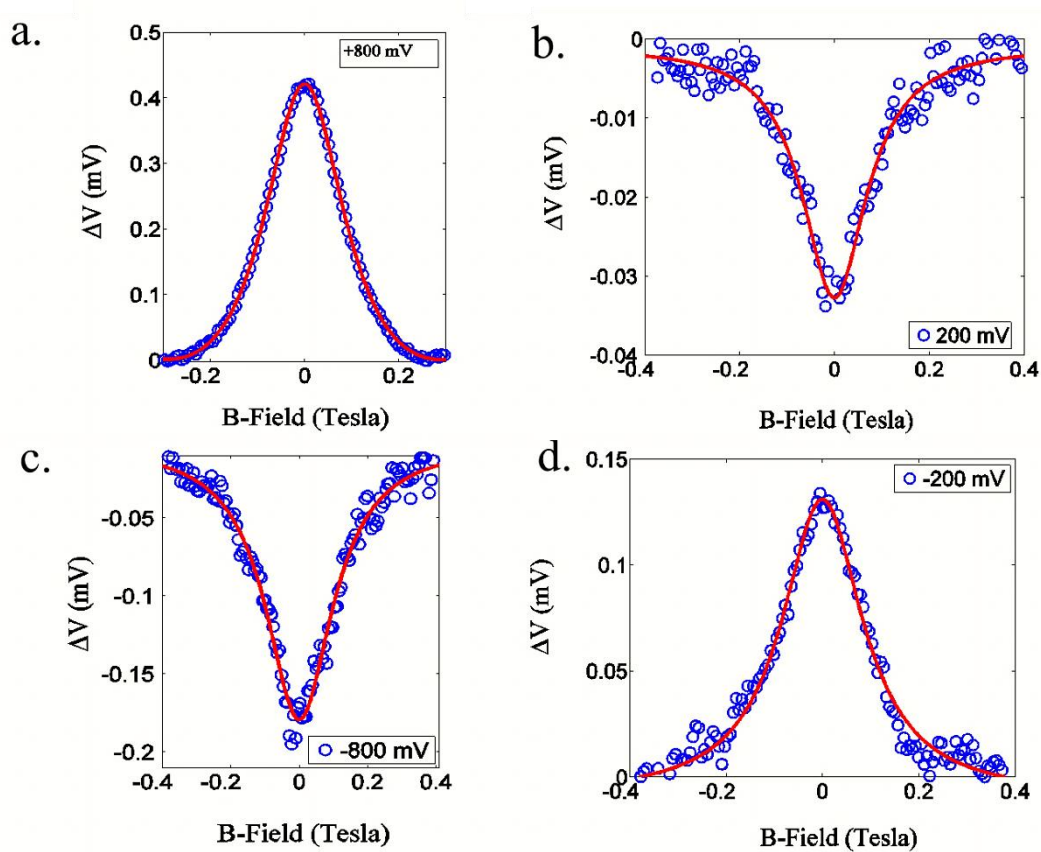 a.
+800 mV
0.5
0.4
0.3
0.2
0.1
0
-0.2
0
0.2
ΔV (mV)
B-Field (Tesla)
b.
0
-0.01
-0.02
-0.03
-0.04
-0.2
0
0.2
0.4
ΔV (mV)
200 mV
B-Field (Tesla)
c.
-0.05
-0.1
-0.15
-0.2
-0.4
-0.2
0
0.2
0.4
ΔV (mV)
-800 mV
B-Field (Tesla)
d.
0.15
0.1
0.05
0
-0.4
-0.2
0
0.2
0.4
ΔV (mV)
-200 mV
B-Field (Tesla)